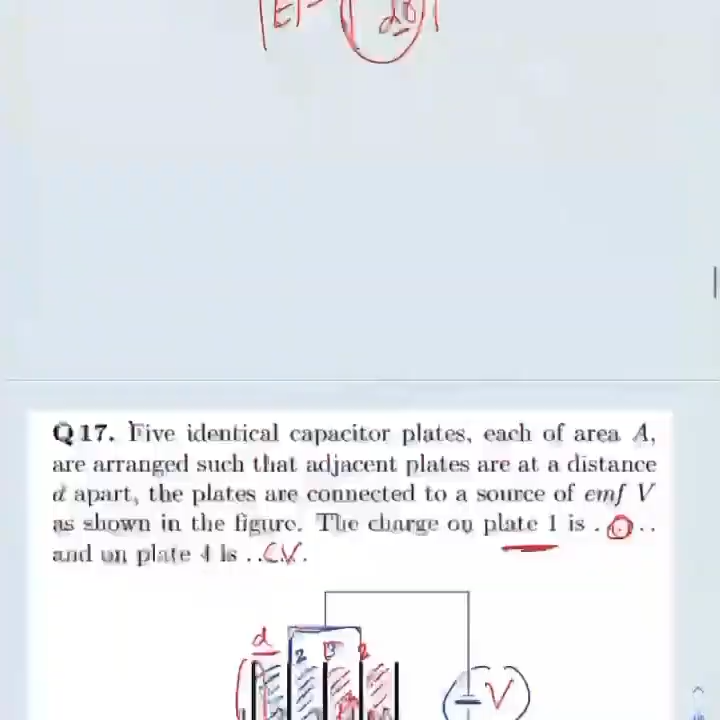 |E| =
Q17. Five identical capacitor plates, each of area A,
are arranged such that adjacent plates are at a distance
d apart, the plates are connected to a source of emf V
as shown in the figure. The charge on plate 1 is . 0 . .
and on plate 4 is . . CV .
d
2
2
V